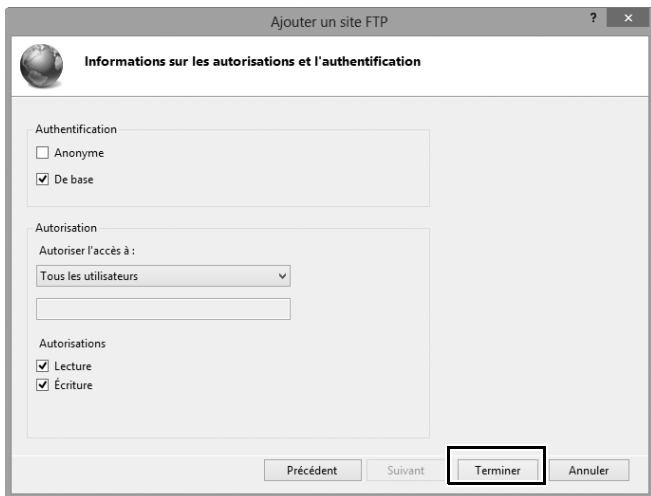 Ajouter un site FTP
?
Informations sur les autorisations et l'authentification
Authentification
Anonyme
De base
Autorisation
Autoriser l'accès à :
Tous les utilisateurs
Autorisations
Lecture
Écriture
Précédent Suivant Terminer Annuler